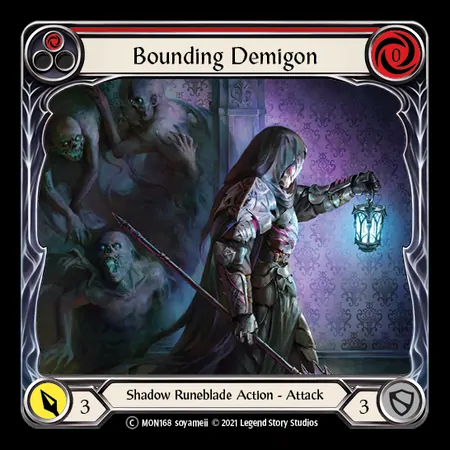 Bounding Demigon
0
3
Shadow Runeblade Action - Attack
3
C MON168 soyameii © 2021 Legend Story Studios